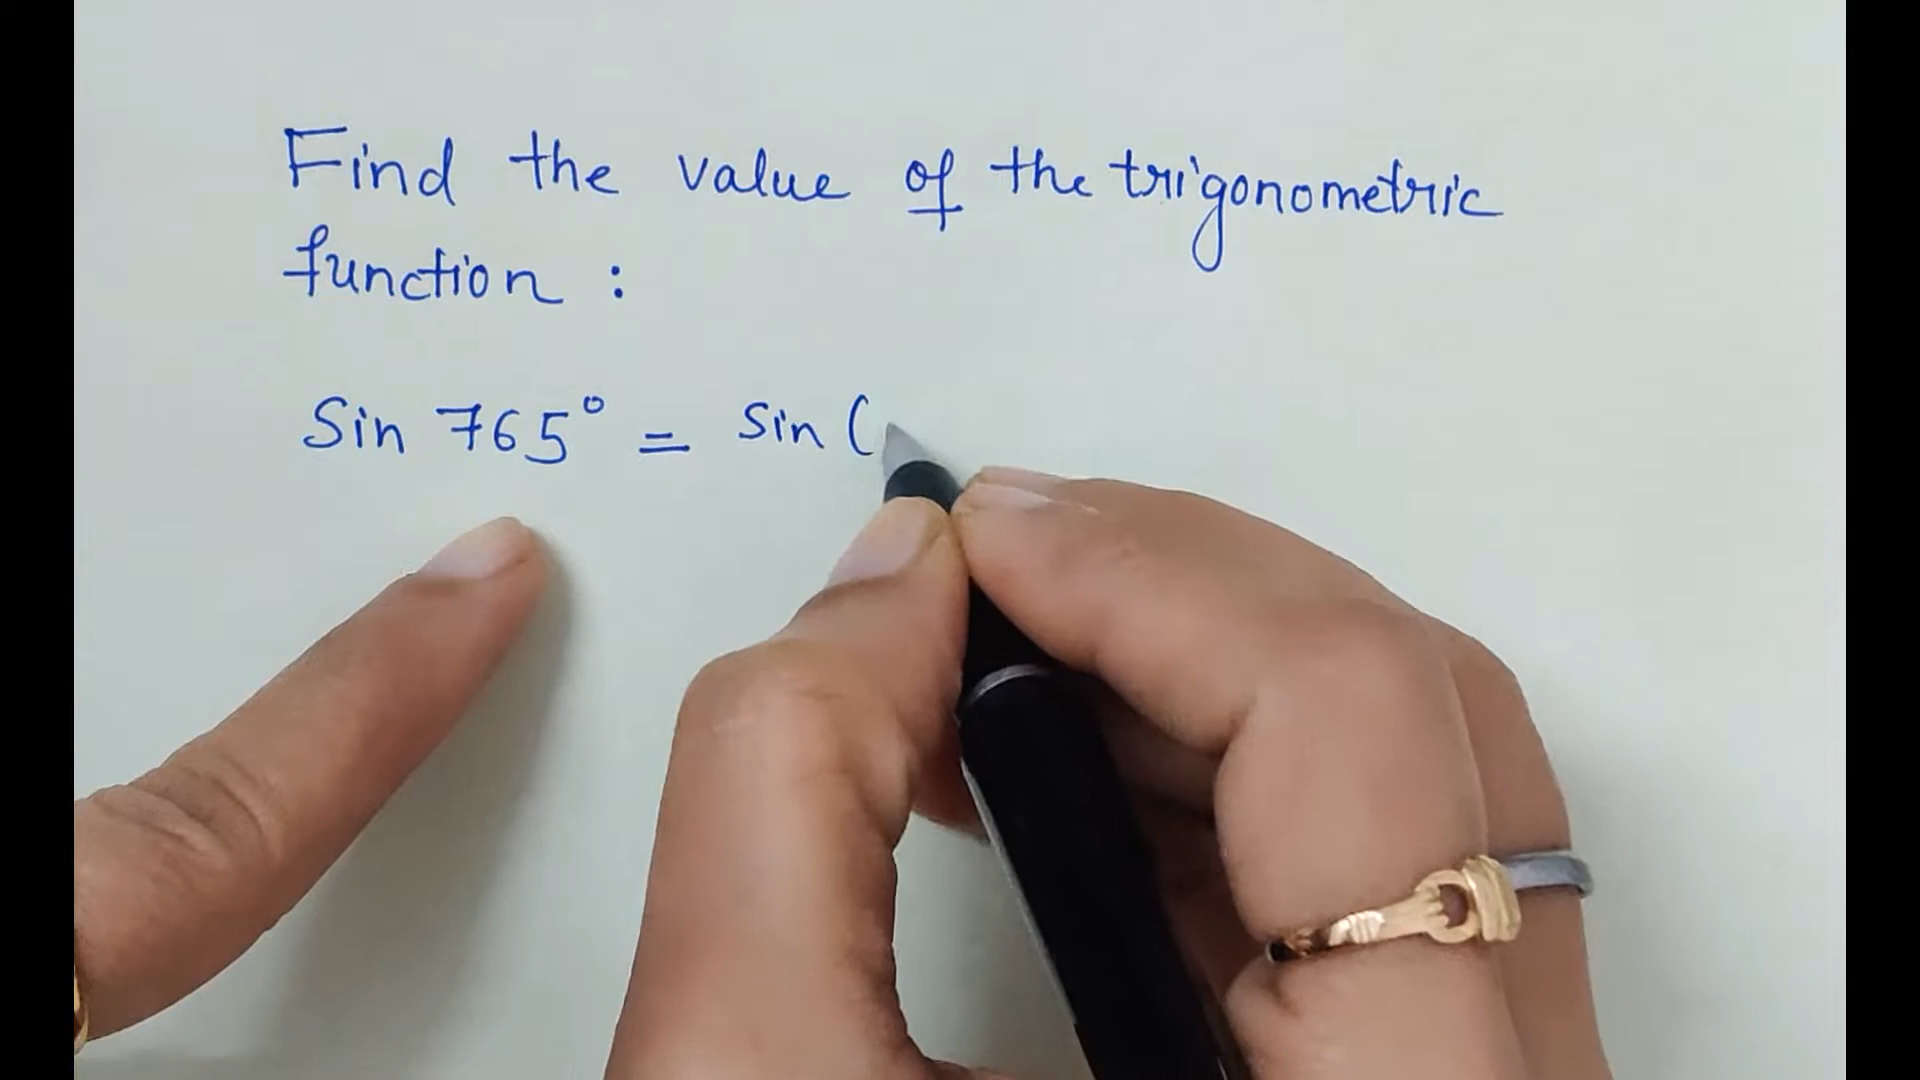 Find the value of the trigonometric
function :
Sin 765° = Sin (